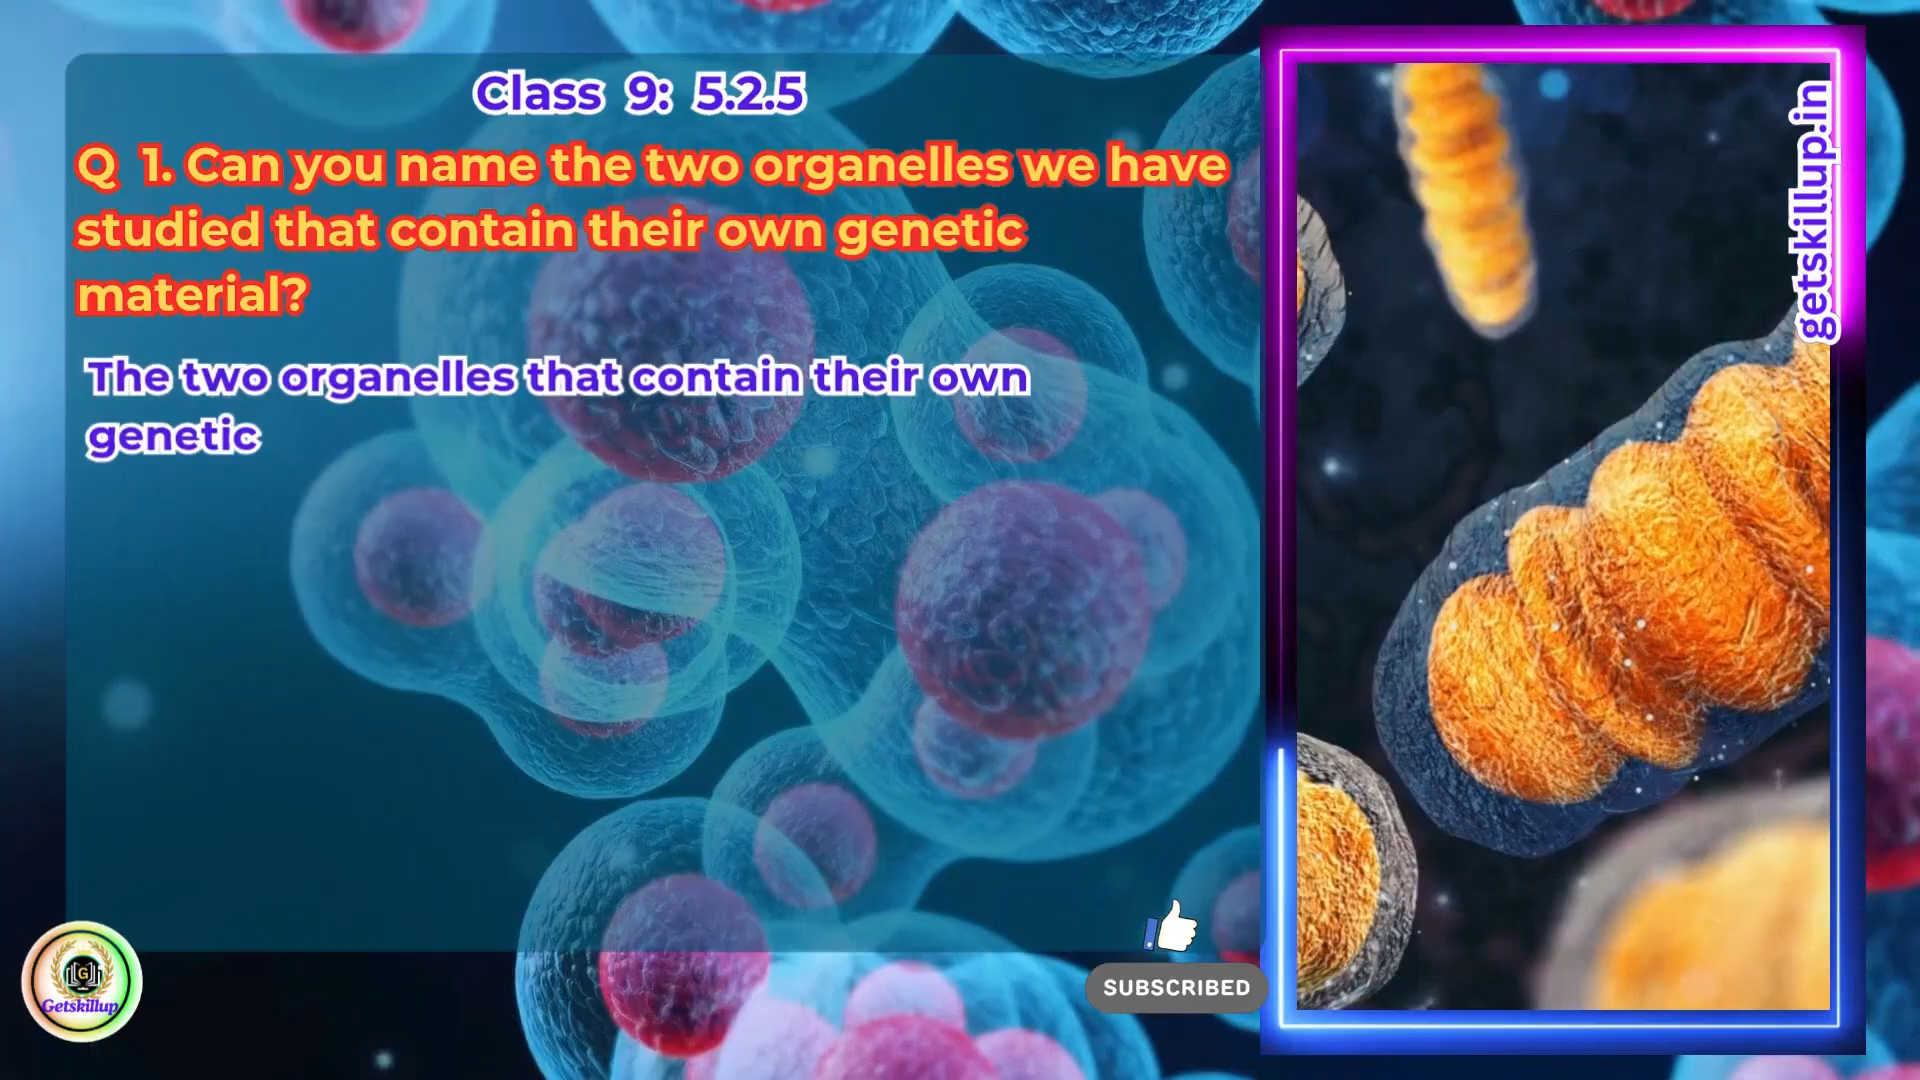 Class 9: 5.2.5
Q 1. Can you name the two organelles we have
studied that contain their own genetic
material?
The two organelles that contain their own
genetic
getskillup.in
G
Getskillup
SUBSCRIBED